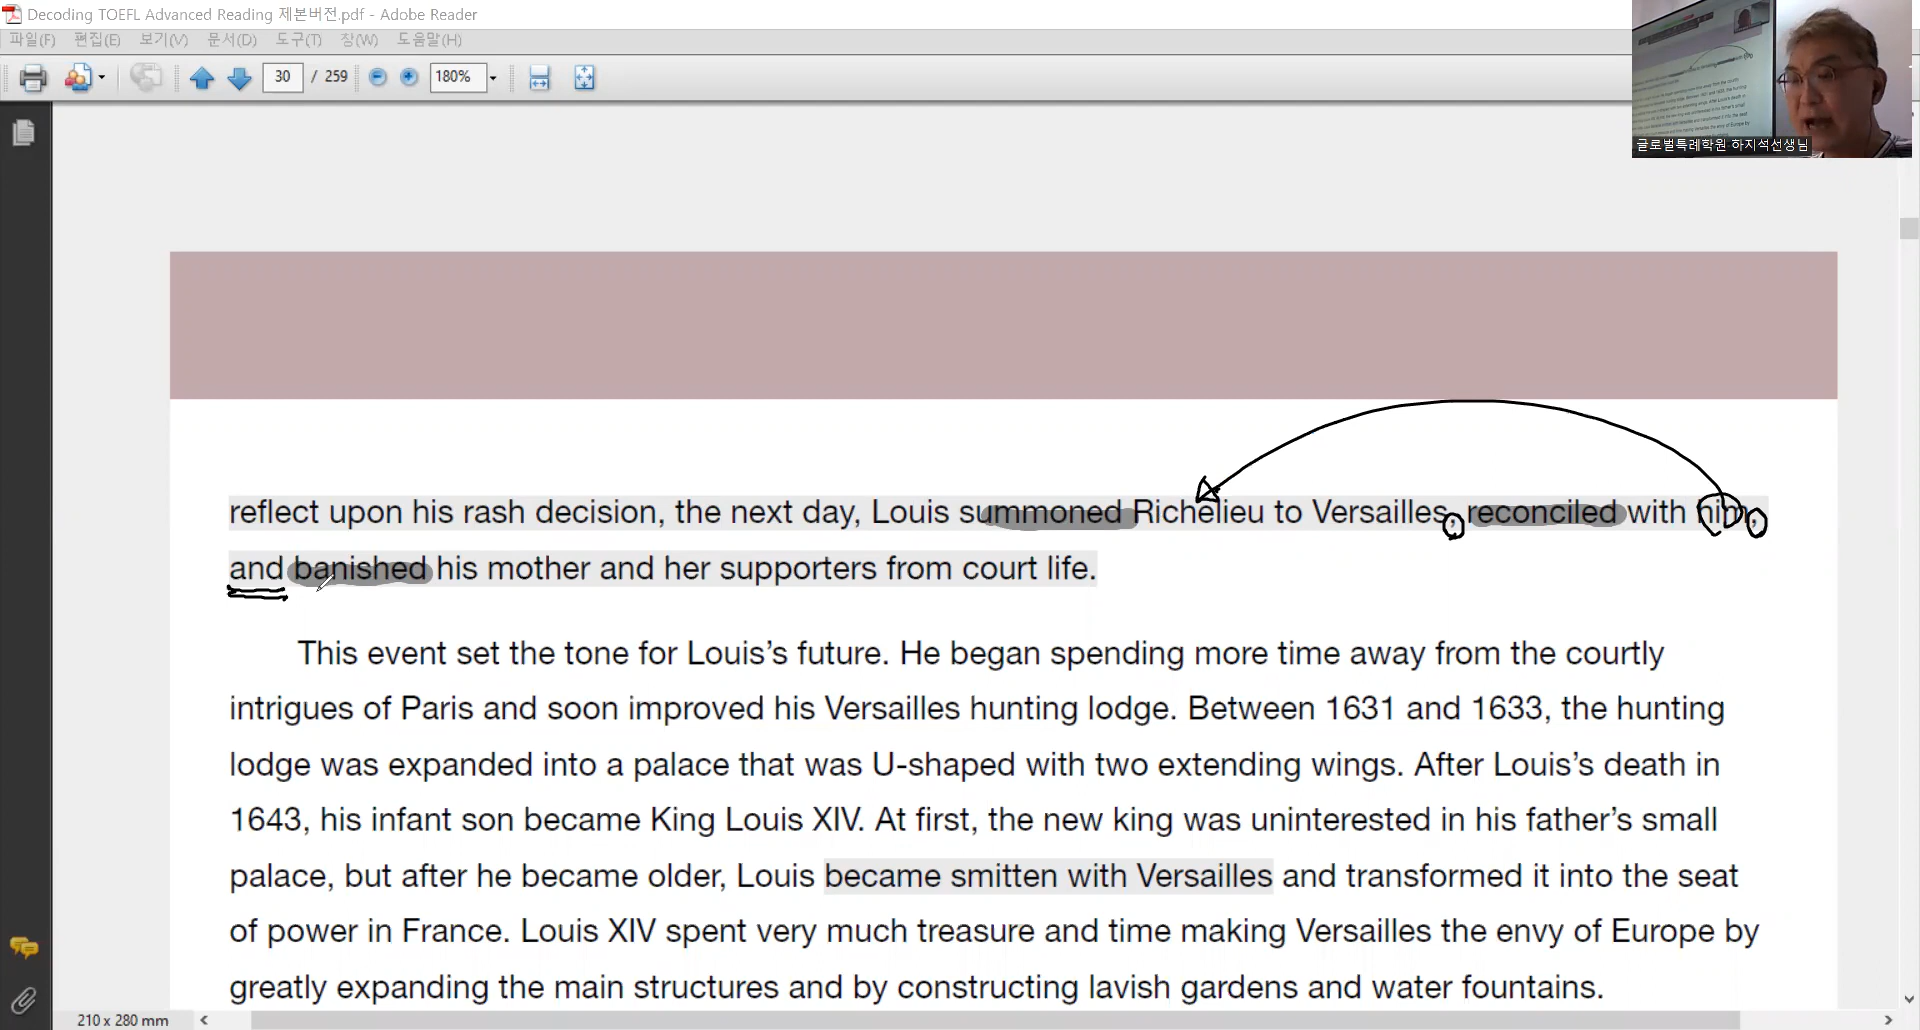 Decoding TOEFL Advanced Reading 제본버전.pdf - Adobe Reader
파일(F) 편집(E) 보기(V) 문서(D) 도구(T) 창(W) 도움말(H)
30 / 259 180%
글로벌특례학원 하지석선생님
reflect upon his rash decision, the next day, Louis summoned Richelieu to Versailles, reconciled with him,
and banished his mother and her supporters from court life.
This event set the tone for Louis's future. He began spending more time away from the courtly
intrigues of Paris and soon improved his Versailles hunting lodge. Between 1631 and 1633, the hunting
lodge was expanded into a palace that was U-shaped with two extending wings. After Louis's death in
1643, his infant son became King Louis XIV. At first, the new king was uninterested in his father's small
palace, but after he became older, Louis became smitten with Versailles and transformed it into the seat
of power in France. Louis XIV spent very much treasure and time making Versailles the envy of Europe by
greatly expanding the main structures and by constructing lavish gardens and water fountains.
210 x 280 mm